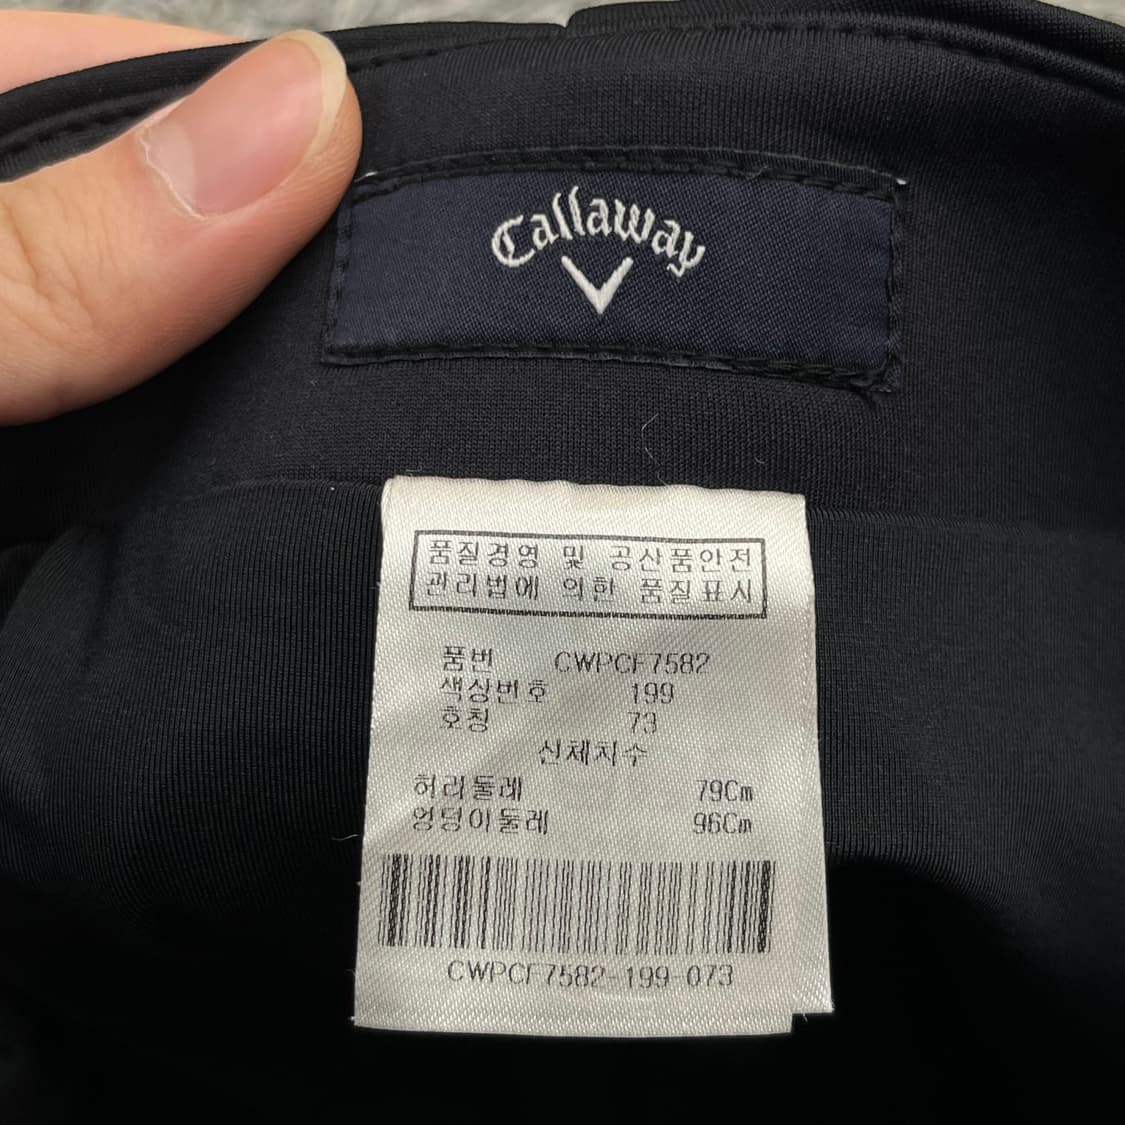 Callaway
품질경영 및 공산품안전
관리법에 의한 품질표시
품번 CWPCF7582
색상번호 199
호칭 73
신체치수
허리둘레 79Cm
엉덩이둘레 96Cm
CWPCF7582-199-073